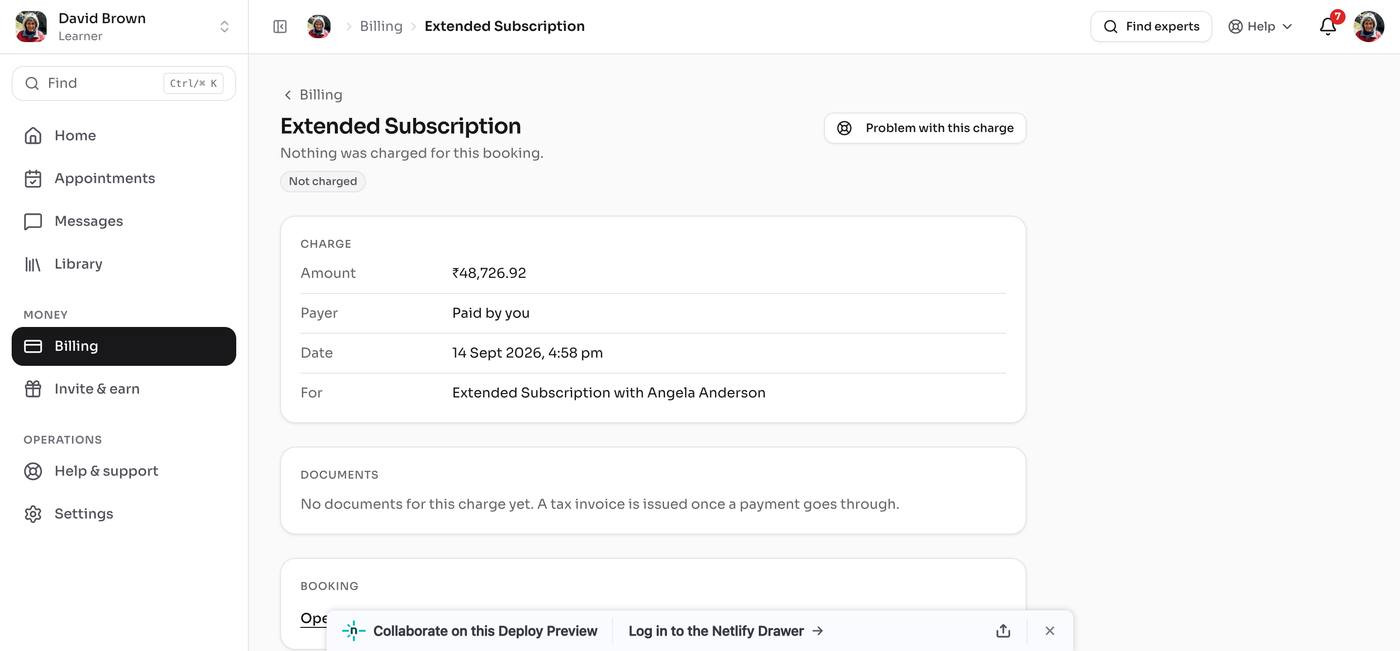 David Brown
Learner
Billing
Extended Subscription
Find experts
Help
7
Find
Ctrl/⌘ K
Home
Appointments
Messages
Library
MONEY
Billing
Invite & earn
OPERATIONS
Help & support
Settings
Billing
Extended Subscription
Problem with this charge
Nothing was charged for this booking.
Not charged
CHARGE
Amount ₹48,726.92
Payer Paid by you
Date 14 Sept 2026, 4:58 pm
For Extended Subscription with Angela Anderson
DOCUMENTS
No documents for this charge yet. A tax invoice is issued once a payment goes through.
BOOKING
n Collaborate on this Deploy Preview
Log in to the Netlify Drawer →